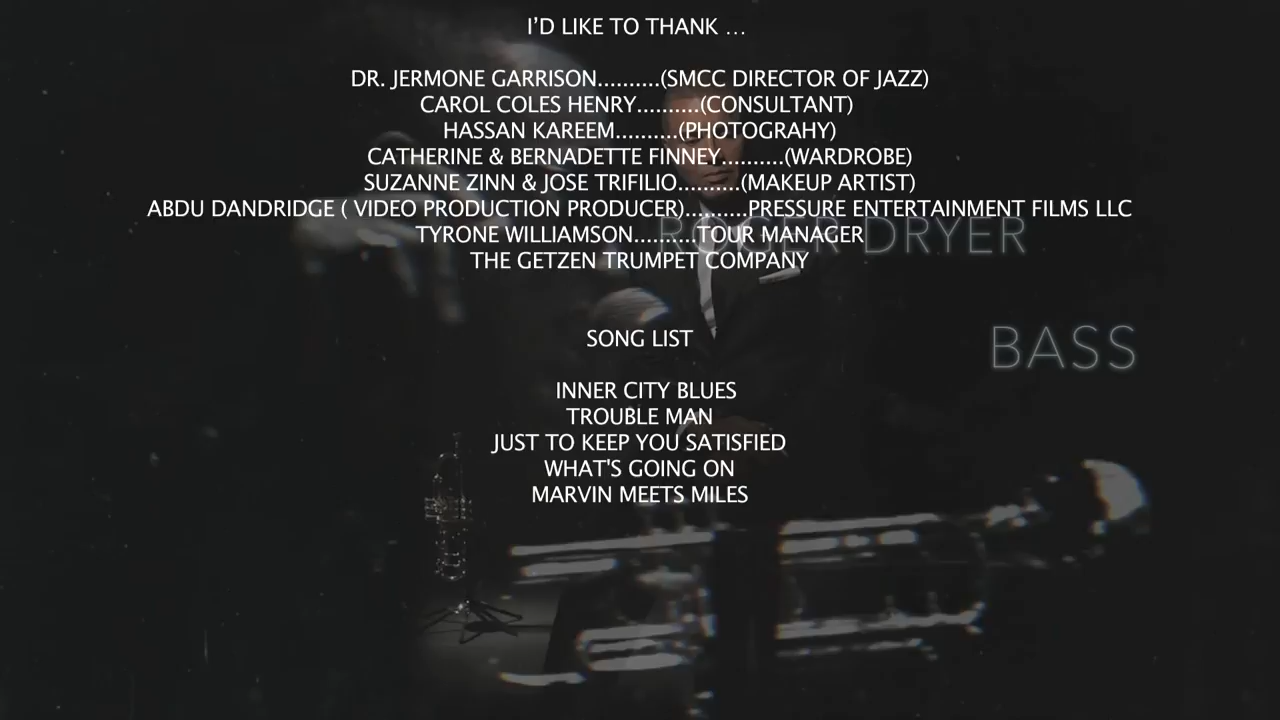 I'D LIKE TO THANK …
DR. JERMONE GARRISON..........(SMCC DIRECTOR OF JAZZ)
CAROL COLES HENRY..........(CONSULTANT)
HASSAN KAREEM..........(PHOTOGRAHY)
CATHERINE & BERNADETTE FINNEY..........(WARDROBE)
SUZANNE ZINN & JOSE TRIFILIO..........(MAKEUP ARTIST)
ABDU DANDRIDGE ( VIDEO PRODUCTION PRODUCER)..........PRESSURE ENTERTAINMENT FILMS LLC
TYRONE WILLIAMSON..........TOUR MANAGER
ROGER DRYER
THE GETZEN TRUMPET COMPANY
SONG LIST
BASS
INNER CITY BLUES
TROUBLE MAN
JUST TO KEEP YOU SATISFIED
WHAT'S GOING ON
MARVIN MEETS MILES